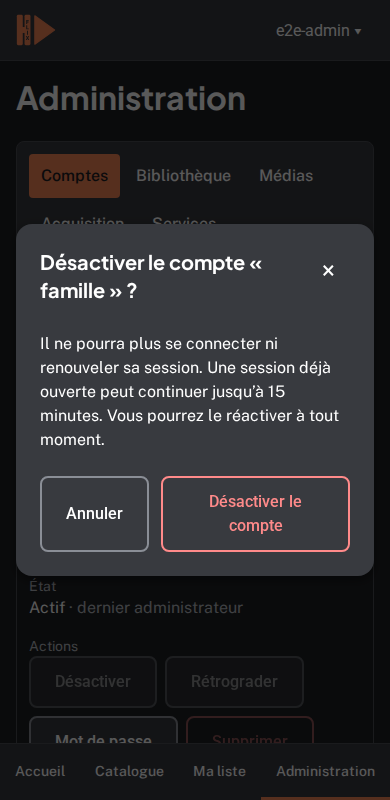 e2e-admin
Administration
Comptes Bibliothèque Médias
Acquisition Services
Désactiver le compte «
famille » ?
×
Il ne pourra plus se connecter ni
renouveler sa session. Une session déjà
ouverte peut continuer jusqu’à 15
minutes. Vous pourrez le réactiver à tout
moment.
Annuler
Désactiver le
compte
État
Actif · dernier administrateur
Actions
Désactiver Rétrograder
Mot de passe Supprimer
Accueil Catalogue Ma liste Administration